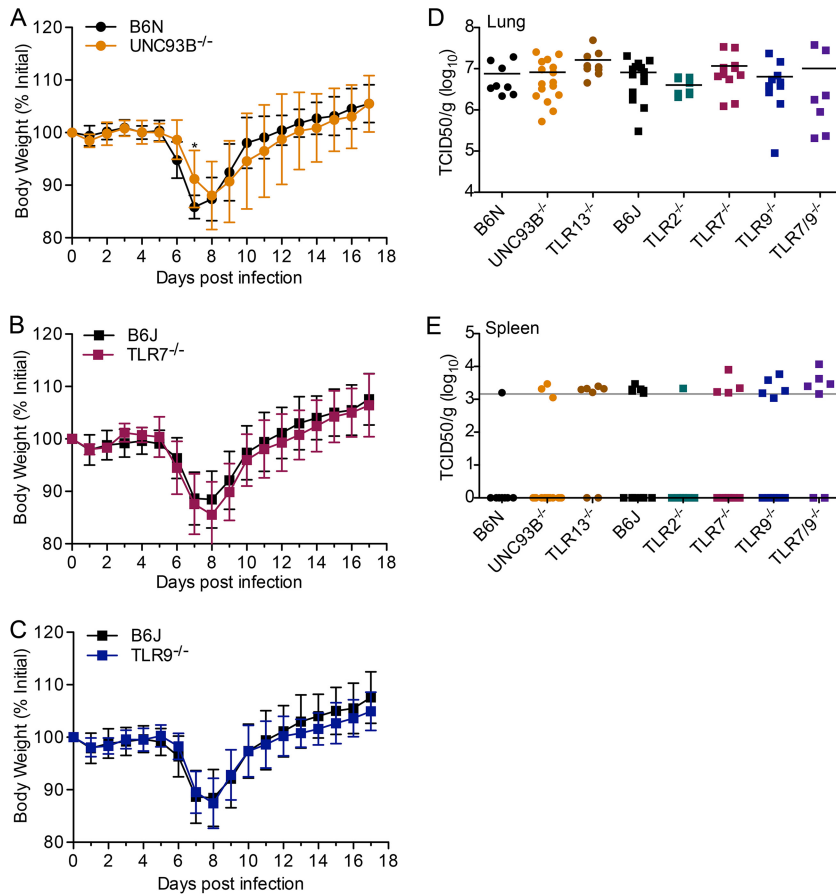 A
B6N
UNC93B-/-
120
110
100
90
80
Body Weight (% Initial)
*
0 2 4 6 8 10 12 14 16 18
Days post infection
B
B6J
TLR7-/-
120
110
100
90
80
Body Weight (% Initial)
0 2 4 6 8 10 12 14 16 18
Days post infection
C
B6J
TLR9-/-
120
110
100
90
80
Body Weight (% Initial)
0 2 4 6 8 10 12 14 16 18
Days post infection
D
Lung
8
7
6
5
4
TCID50/g (log10)
B6N
UNC93B-/-
TLR13-/-
B6J
TLR2-/-
TLR7-/-
TLR9-/-
TLR7/9-/-
E
Spleen
5
4
3
2
1
0
TCID50/g (log10)
B6N
UNC93B-/-
TLR13-/-
B6J
TLR2-/-
TLR7-/-
TLR9-/-
TLR7/9-/-